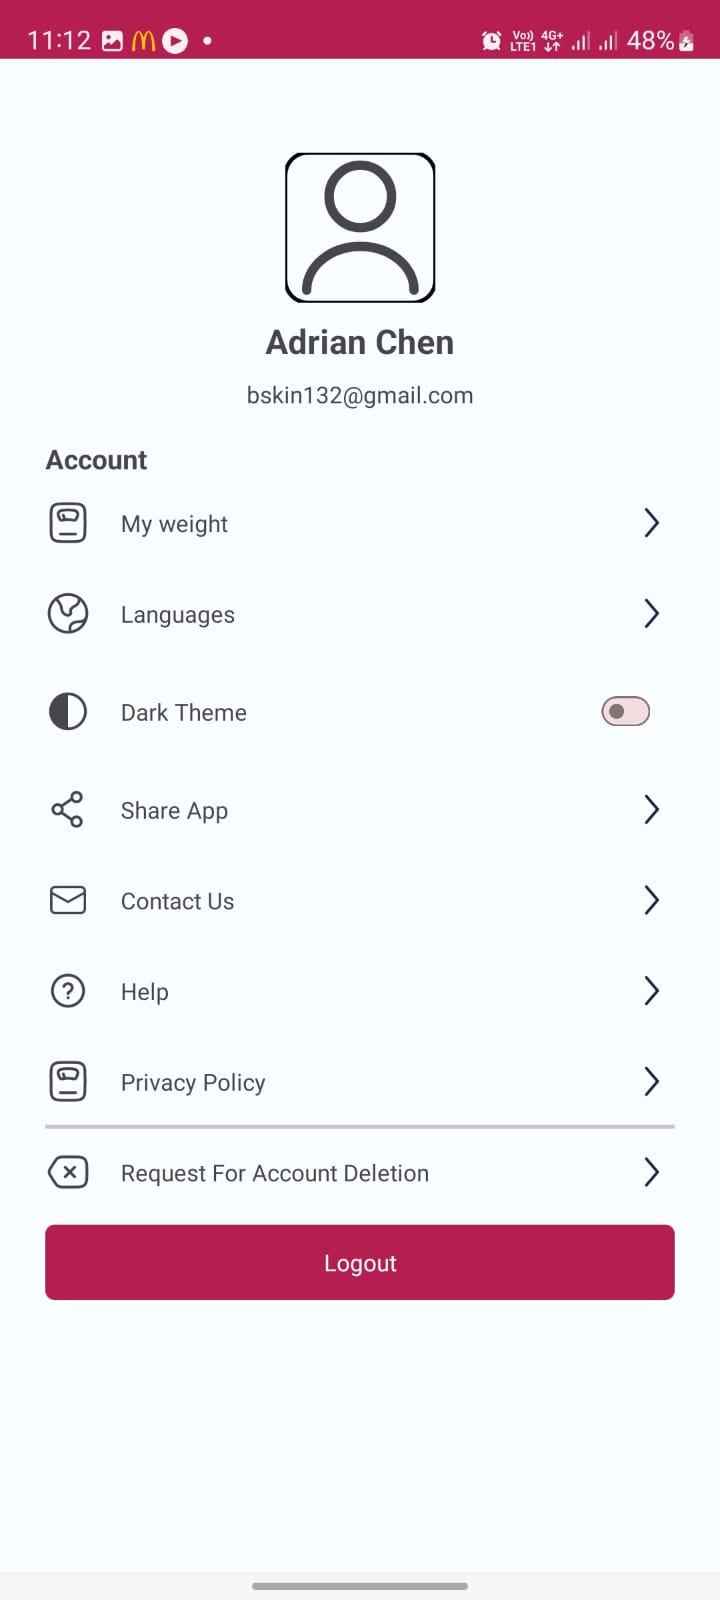 11:12
Vo)) 4G+
LTE1
48%
Adrian Chen
bskin132@gmail.com
Account
My weight
Languages
Dark Theme
Share App
Contact Us
Help
Privacy Policy
Request For Account Deletion
Logout